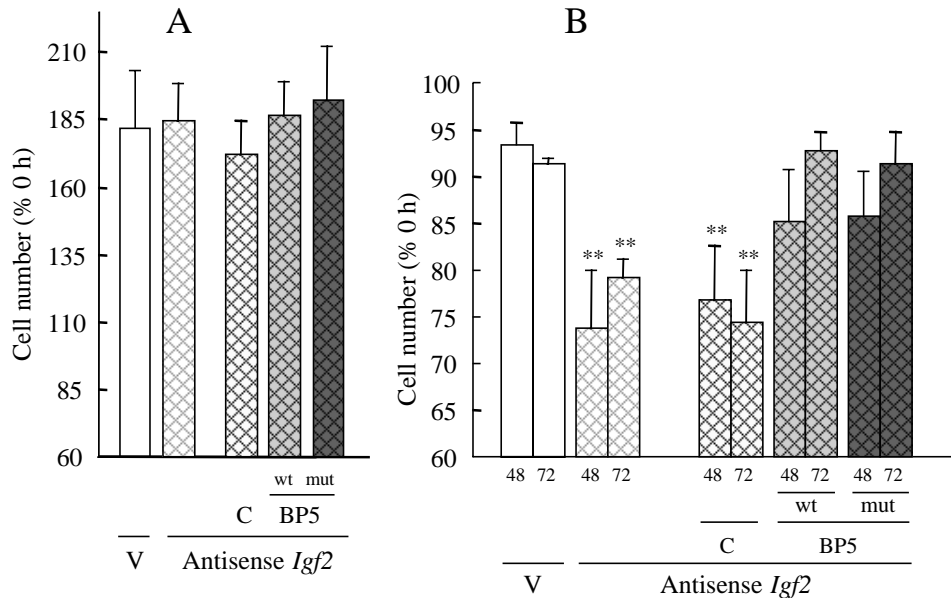 A
Cell number (% 0 h)
210
185
160
135
110
85
60
wt mut
C BP5
V Antisense Igf2
B
Cell number (% 0 h)
100
95
90
85
80
75
70
65
60
** ** ** **
48 72 48 72 48 72 48 72 48 72
wt mut
C BP5
V Antisense Igf2